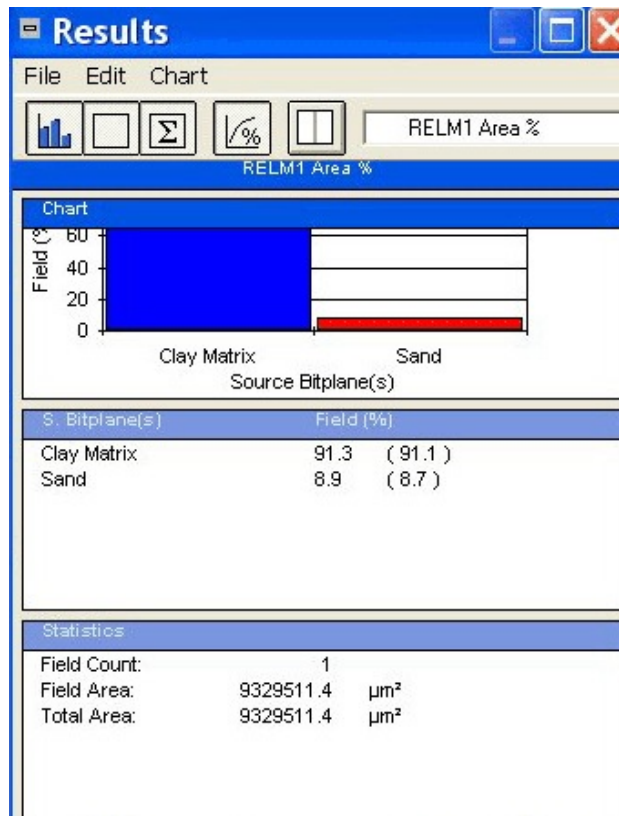 Results
File Edit Chart
Σ % RELM1 Area %
RELM1 Area %
Chart
Field (%
60
40
20
0
Clay Matrix Sand
Source Bitplane(s)
S. Bitplane(s) Field (%)
Clay Matrix 91.3 ( 91.1 )
Sand 8.9 ( 8.7 )
Statistics
Field Count: 1
Field Area: 9329511.4 µm²
Total Area: 9329511.4 µm²